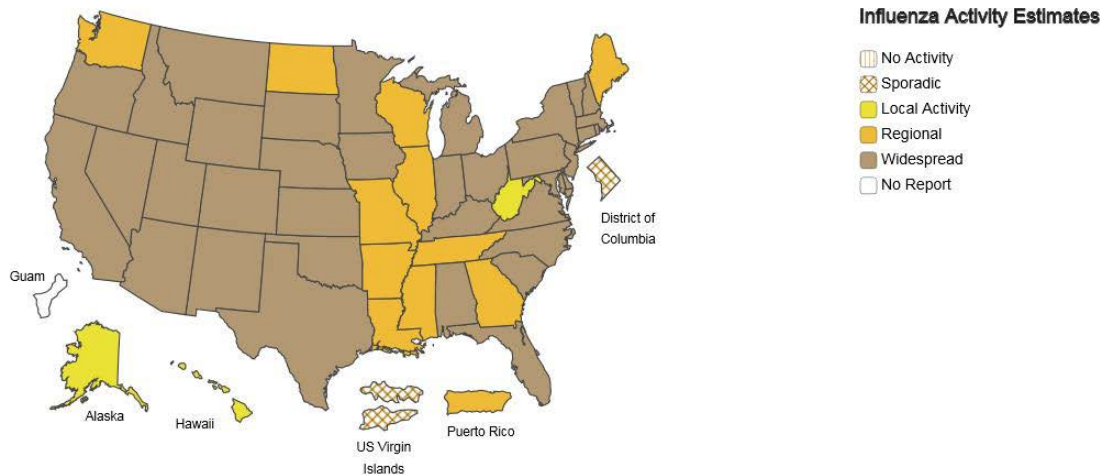 Influenza Activity Estimates
No Activity
Sporadic
Local Activity
Regional
Widespread
No Report
District of
Columbia
Guam
Alaska
Hawaii
US Virgin
Islands
Puerto Rico